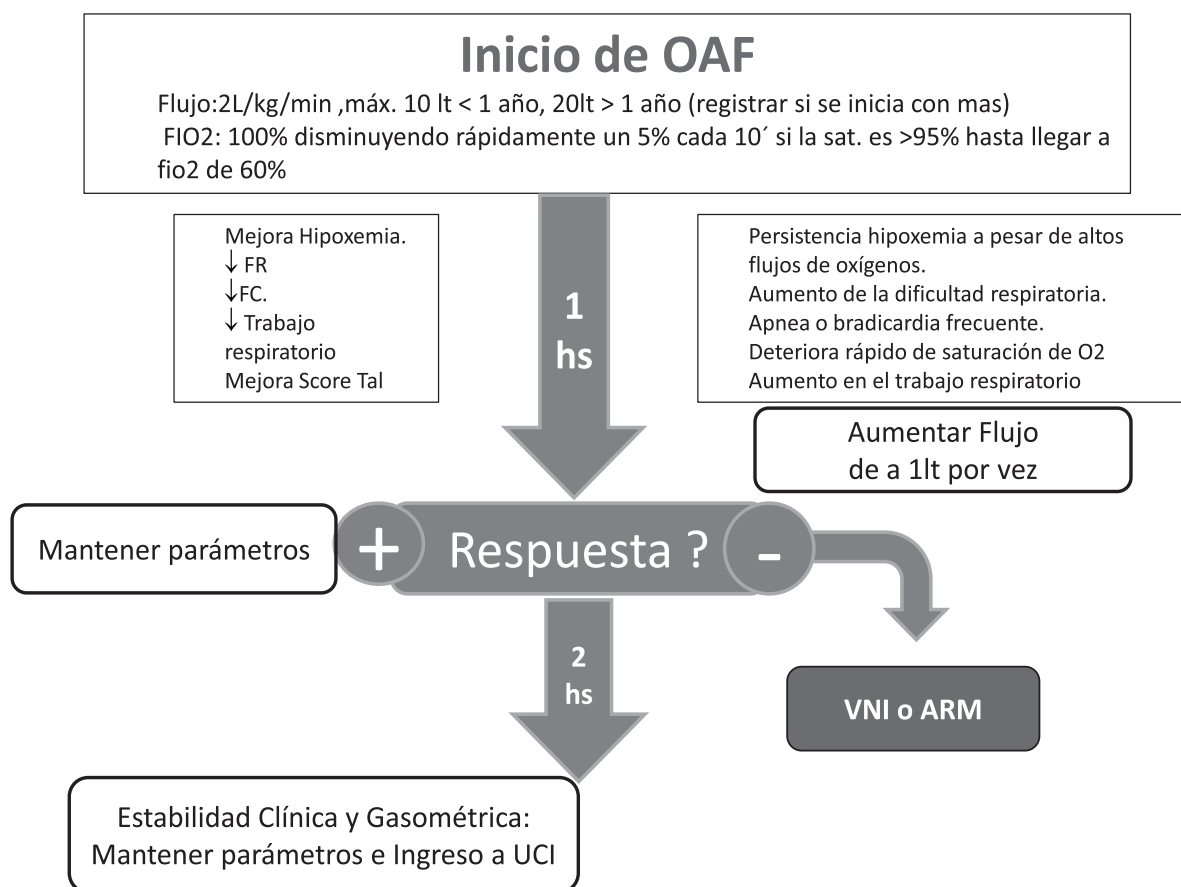 Inicio de OAF
Flujo:2L/kg/min ,máx. 10 lt < 1 año, 20lt > 1 año (registrar si se inicia con mas)
FIO2: 100% disminuyendo rápidamente un 5% cada 10´ si la sat. es >95% hasta llegar a
fio2 de 60%
Mejora Hipoxemia.
↓ FR
↓FC.
↓ Trabajo
respiratorio
Mejora Score Tal
1
hs
Persistencia hipoxemia a pesar de altos
flujos de oxígenos.
Aumento de la dificultad respiratoria.
Apnea o bradicardia frecuente.
Deteriora rápido de saturación de O2
Aumento en el trabajo respiratorio
Aumentar Flujo
de a 1lt por vez
Mantener parámetros
+
Respuesta ?
-
2
hs
VNI o ARM
Estabilidad Clínica y Gasométrica:
Mantener parámetros e Ingreso a UCI